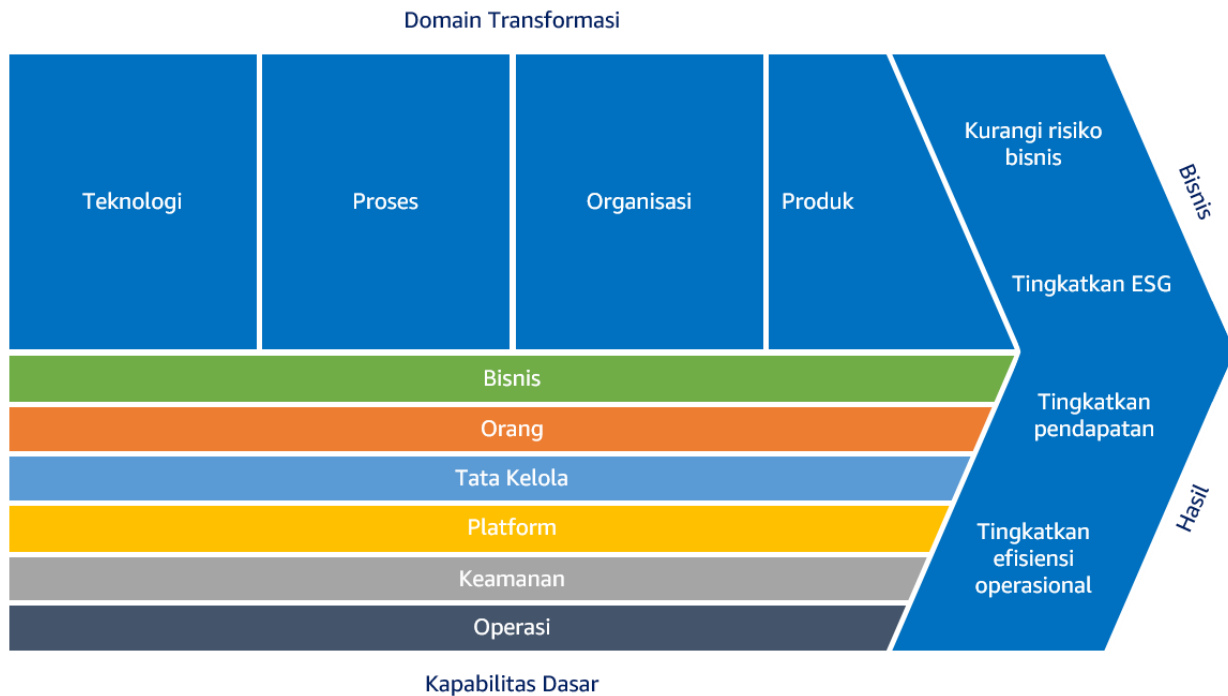 Domain Transformasi
Teknologi
Proses
Organisasi
Produk
Kurangi risiko
bisnis
Tingkatkan ESG
Tingkatkan
pendapatan
Tingkatkan
efisiensi
operasional
Bisnis
Hasil
Bisnis
Orang
Tata Kelola
Platform
Keamanan
Operasi
Kapabilitas Dasar